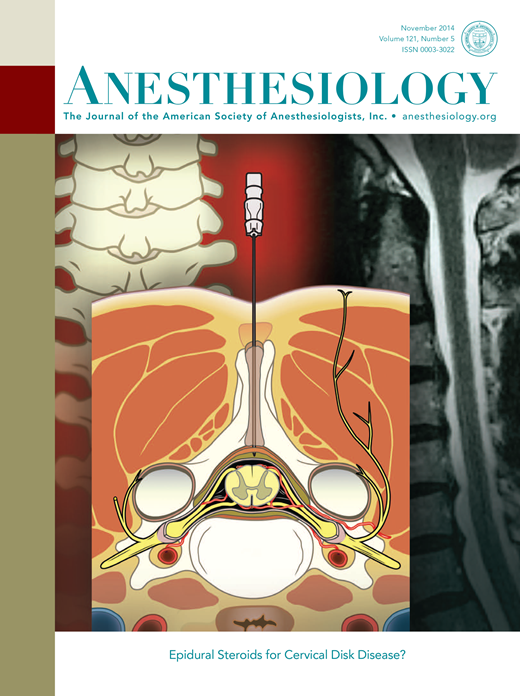 November 2014
Volume 121, Number 5
ISSN 0003-3022
ANESTHESIOLOGY
The Journal of the American Society of Anesthesiologists, Inc. • anesthesiology.org
Epidural Steroids for Cervical Disk Disease?